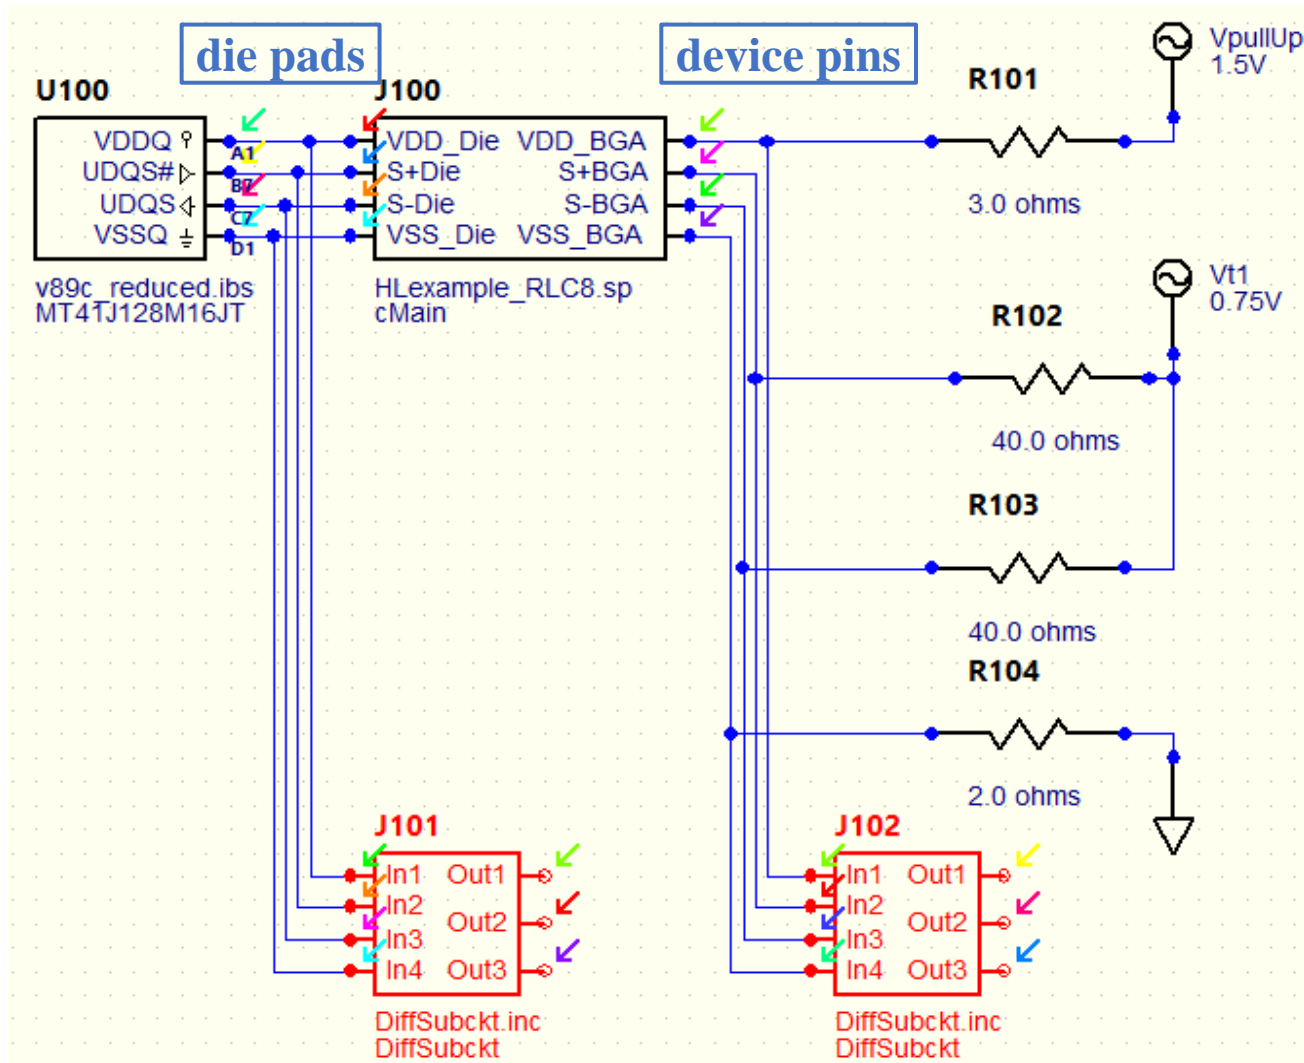 die pads
device pins
VpullUp
1.5V
R101
U100
J100
VDDQ
A1
UDQS#
B7
UDQS
C7
VSSQ
D1
VDD_Die VDD_BGA
S+Die S+BGA
S-Die S-BGA
VSS_Die VSS_BGA
3.0 ohms
v89c_reduced.ibs
MT41J128M16JT
HLexample_RLC8.sp
cMain
Vt1
0.75V
R102
40.0 ohms
R103
40.0 ohms
R104
2.0 ohms
J101
In1 Out1
In2
Out2
In3
In4 Out3
DiffSubckt.inc
DiffSubckt
J102
In1 Out1
In2
Out2
In3
In4 Out3
DiffSubckt.inc
DiffSubckt